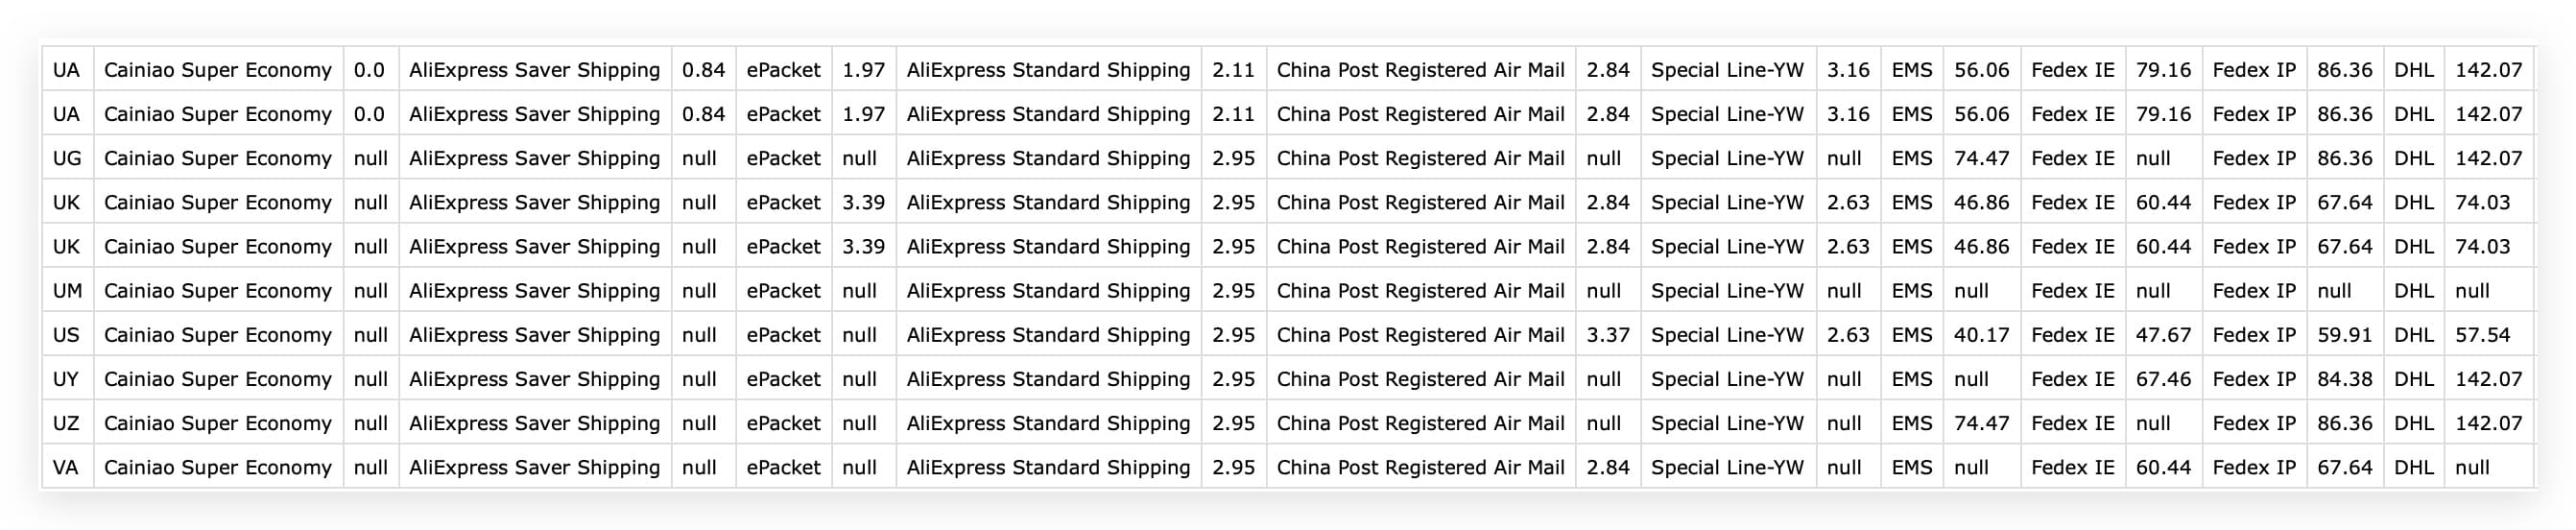 UA Cainiao Super Economy 0.0 AliExpress Saver Shipping 0.84 ePacket 1.97 AliExpress Standard Shipping 2.11 China Post Registered Air Mail 2.84 Special Line-YW 3.16 EMS 56.06 Fedex IE 79.16 Fedex IP 86.36 DHL 142.07
UA Cainiao Super Economy 0.0 AliExpress Saver Shipping 0.84 ePacket 1.97 AliExpress Standard Shipping 2.11 China Post Registered Air Mail 2.84 Special Line-YW 3.16 EMS 56.06 Fedex IE 79.16 Fedex IP 86.36 DHL 142.07
UG Cainiao Super Economy null AliExpress Saver Shipping null ePacket null AliExpress Standard Shipping 2.95 China Post Registered Air Mail null Special Line-YW null EMS 74.47 Fedex IE null Fedex IP 86.36 DHL 142.07
UK Cainiao Super Economy null AliExpress Saver Shipping null ePacket 3.39 AliExpress Standard Shipping 2.95 China Post Registered Air Mail 2.84 Special Line-YW 2.63 EMS 46.86 Fedex IE 60.44 Fedex IP 67.64 DHL 74.03
UK Cainiao Super Economy null AliExpress Saver Shipping null ePacket 3.39 AliExpress Standard Shipping 2.95 China Post Registered Air Mail 2.84 Special Line-YW 2.63 EMS 46.86 Fedex IE 60.44 Fedex IP 67.64 DHL 74.03
UM Cainiao Super Economy null AliExpress Saver Shipping null ePacket null AliExpress Standard Shipping 2.95 China Post Registered Air Mail null Special Line-YW null EMS null Fedex IE null Fedex IP null DHL null
US Cainiao Super Economy null AliExpress Saver Shipping null ePacket null AliExpress Standard Shipping 2.95 China Post Registered Air Mail 3.37 Special Line-YW 2.63 EMS 40.17 Fedex IE 47.67 Fedex IP 59.91 DHL 57.54
UY Cainiao Super Economy null AliExpress Saver Shipping null ePacket null AliExpress Standard Shipping 2.95 China Post Registered Air Mail null Special Line-YW null EMS null Fedex IE 67.46 Fedex IP 84.38 DHL 142.07
UZ Cainiao Super Economy null AliExpress Saver Shipping null ePacket null AliExpress Standard Shipping 2.95 China Post Registered Air Mail null Special Line-YW null EMS 74.47 Fedex IE null Fedex IP 86.36 DHL 142.07
VA Cainiao Super Economy null AliExpress Saver Shipping null ePacket null AliExpress Standard Shipping 2.95 China Post Registered Air Mail 2.84 Special Line-YW null EMS null Fedex IE 60.44 Fedex IP 67.64 DHL null